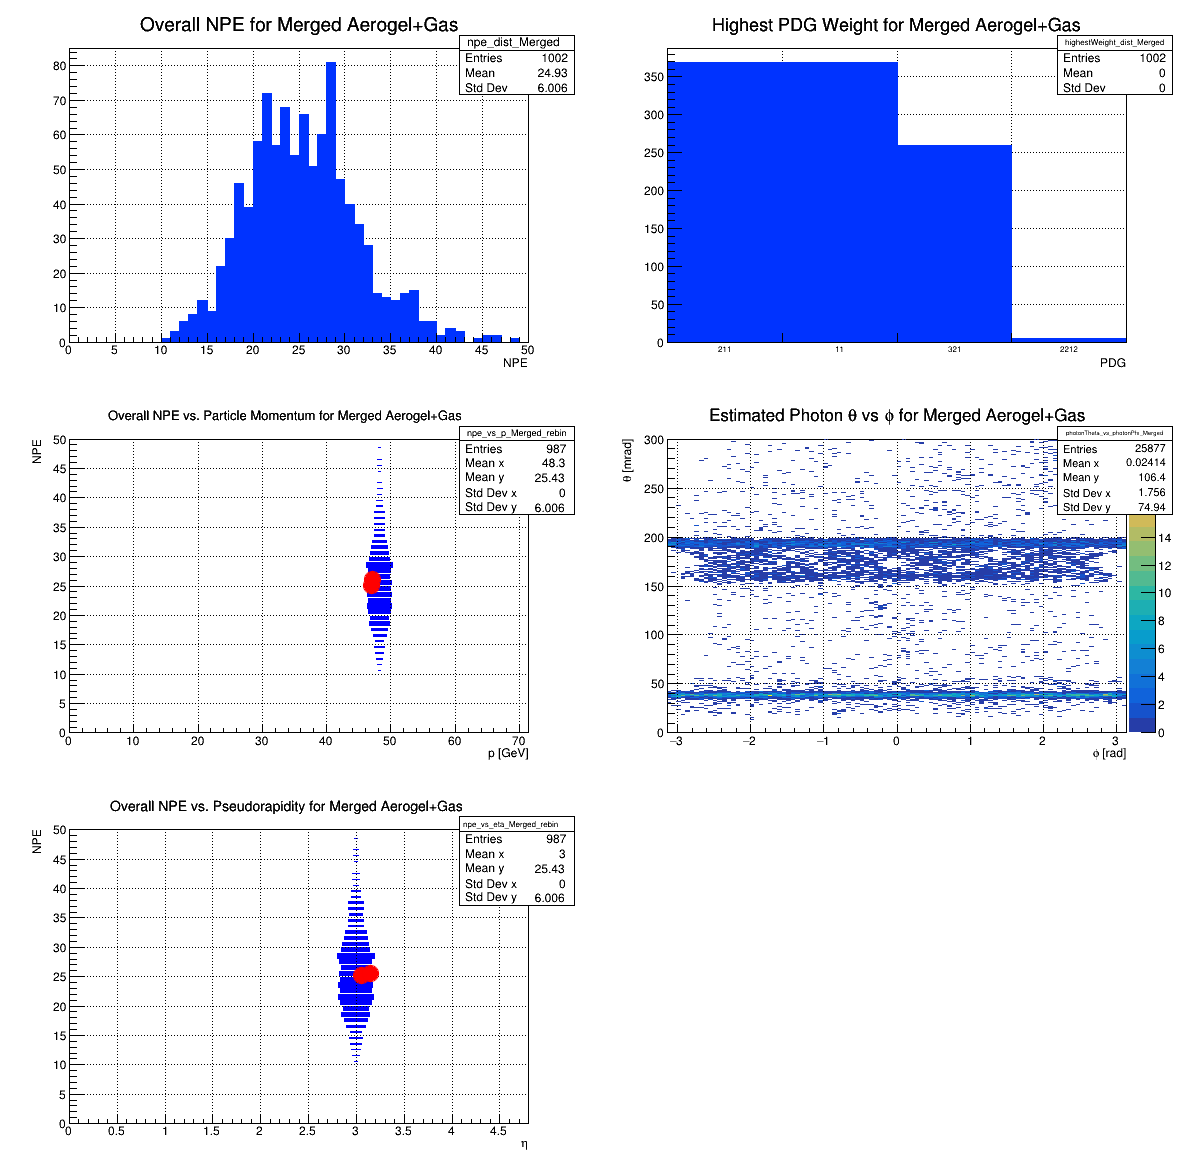 Overall NPE for Merged Aerogel+Gas
npe_dist_Merged
Entries 1002
Mean 24.93
Std Dev 6.006
80
70
60
50
40
30
20
10
0
0 5 10 15 20 25 30 35 40 45 50
NPE
Highest PDG Weight for Merged Aerogel+Gas
highestWeight_dist_Merged
Entries 1002
Mean 0
Std Dev 0
350
300
250
200
150
100
50
0
211 11 321 2212
PDG
Overall NPE vs. Particle Momentum for Merged Aerogel+Gas
npe_vs_p_Merged_rebin
Entries 987
Mean x 48.3
Mean y 25.43
Std Dev x 0
Std Dev y 6.006
NPE
50
45
40
35
30
25
20
15
10
5
0
0 10 20 30 40 50 60 70
p [GeV]
Estimated Photon θ vs ϕ for Merged Aerogel+Gas
photonTheta_vs_photonPhi_Merged
Entries 25877
Mean x 0.02414
Mean y 106.4
Std Dev x 1.756
Std Dev y 74.94
θ [mrad]
300
250
200
150
100
50
0
−3 −2 −1 0 1 2 3
ϕ [rad]
14
12
10
8
6
4
2
0
Overall NPE vs. Pseudorapidity for Merged Aerogel+Gas
npe_vs_eta_Merged_rebin
Entries 987
Mean x 3
Mean y 25.43
Std Dev x 0
Std Dev y 6.006
NPE
50
45
40
35
30
25
20
15
10
5
0
0 0.5 1 1.5 2 2.5 3 3.5 4 4.5
η